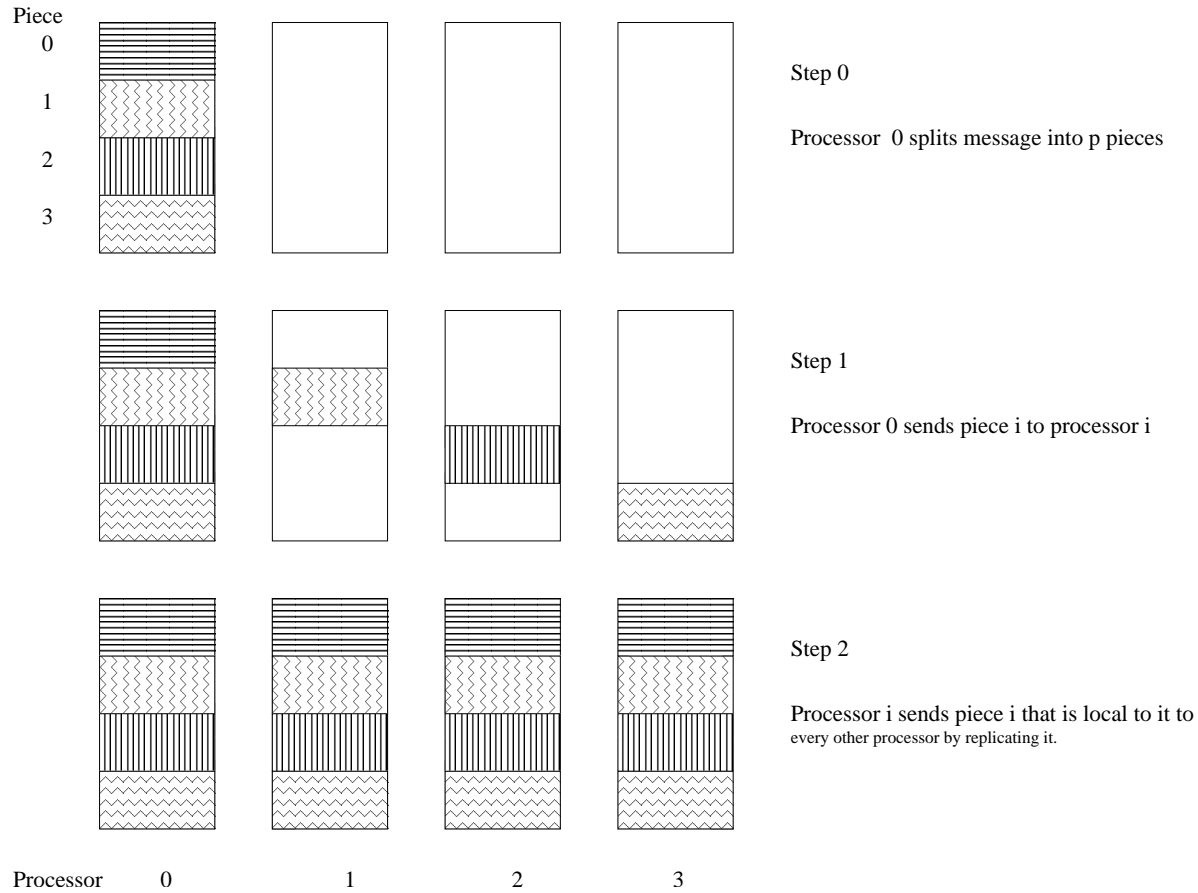 Piece
0
1
2
3
Step 0
Processor 0 splits message into p pieces
Step 1
Processor 0 sends piece i to processor i
Step 2
Processor i sends piece i that is local to it to
every other processor by replicating it.
Processor 0 1 2 3